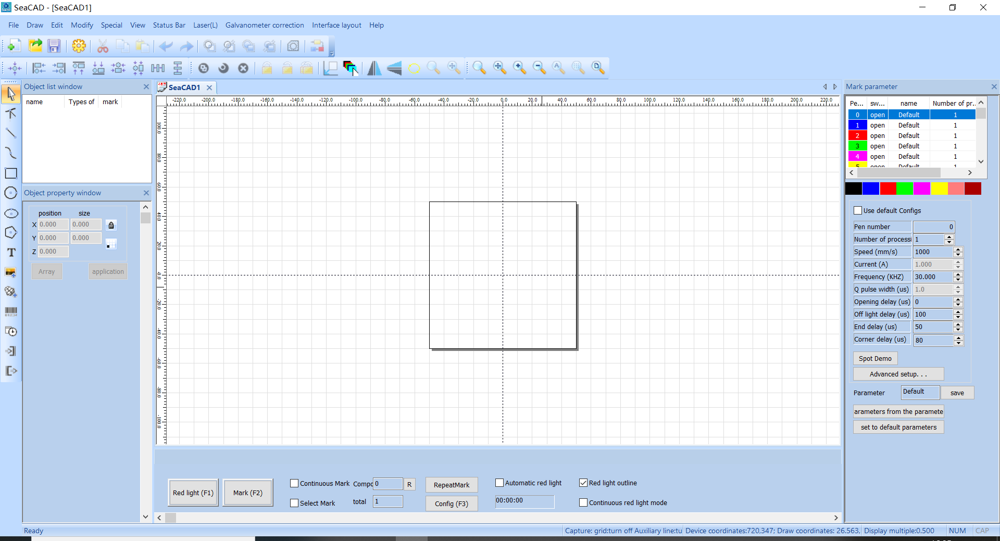 SeaCAD - [SeaCAD1]
File Draw Edit Modify Special View Status Bar Laser(L) Galvanometer correction Interface layout Help
Object list window
name Types of mark
Object property window
position size
X 0.000 0.000
Y 0.000 0.000
Z 0.000
Array application
T
SeaCAD1
-220.0 -200.0 -180.0 -160.0 -140.0 -120.0 -100.0 -80.0 -60.0 -40.0 -20.0 0.0 20.0 40.0 60.0 80.0 100.0 120.0 140.0 160.0 180.0 200.0 220.0
100.0
80.0
60.0
40.0
20.0
0.0
-20.0
-40.0
-60.0
-80.0
-100.0
Mark parameter
Pe... sw... name Number of pr..
0 open Default 1
1 open Default 1
2 open Default 1
3 open Default 1
4 open Default 1
5 open Default 1
Use default Configs
Pen number 0
Number of processi 1
Speed (mm/s) 1000
Current (A) 1.000
Frequency (KHZ) 30.000
Q pulse width (us) 1.0
Opening delay (us) 0
Off light delay (us) 100
End delay (us) 50
Corner delay (us) 80
Spot Demo
Advanced setup. . .
Parameter Default save
arameters from the paramete
set to default parameters
Red light (F1) Mark (F2)
Continuous Mark Compo 0 R
Select Mark total 1
RepeatMark
Config (F3)
Automatic red light
00:00:00
Red light outline
Continuous red light mode
Ready
Capture: grid:turn off Auxiliary line:tu Device coordinates:720,347; Draw coordinates: 26.563, Display multiple:0.500 NUM CAP